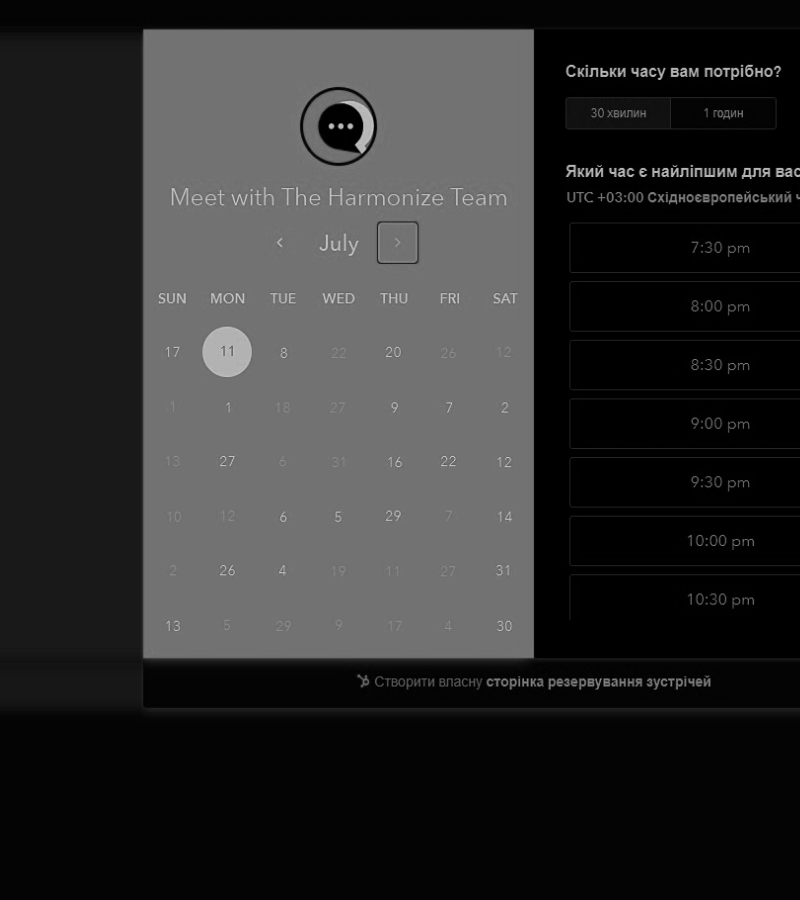 Meet with The Harmonize Team
July
SUN MON TUE WED THU FRI SAT
17 11 8 22 20 26 12
1 1 18 27 9 7 2
13 27 6 31 16 22 12
10 12 6 5 29 7 14
2 26 4 19 11 27 31
13 5 29 9 17 4 30
Скільки часу вам потрібно?
30 хвилин 1 годин
Який час є найліпшим для вас
UTC +03:00 Східноєвропейський ч
7:30 pm
8:00 pm
8:30 pm
9:00 pm
9:30 pm
10:00 pm
10:30 pm
Створити власну сторінка резервування зустрічей